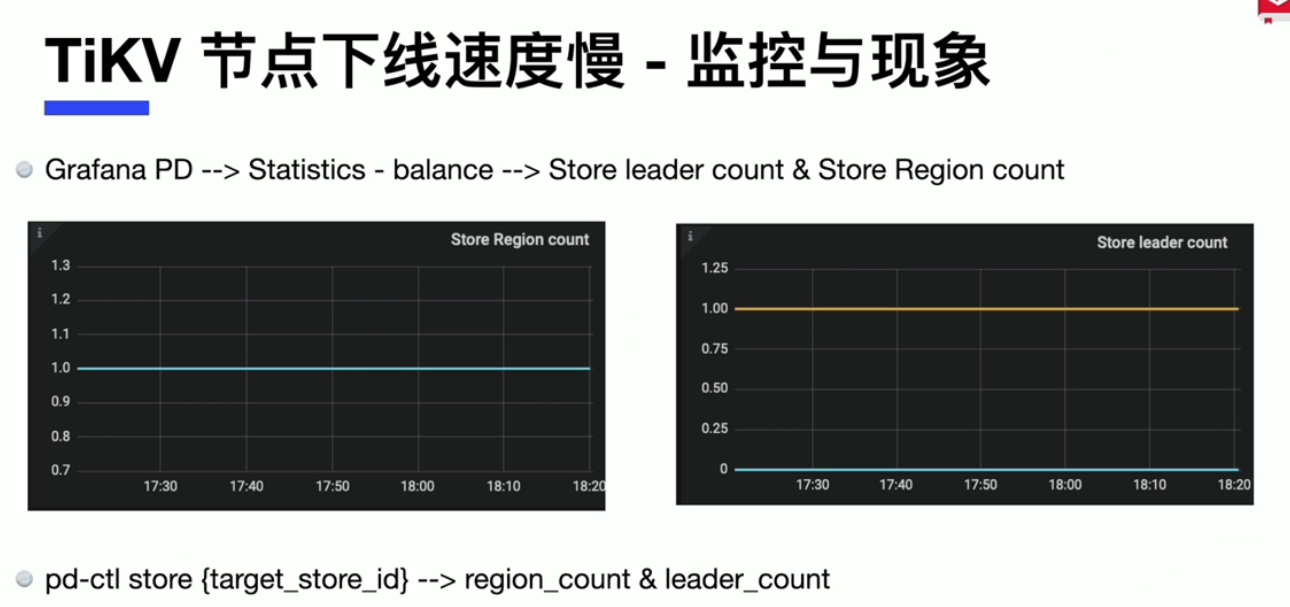 TiKV 节点下线速度慢 - 监控与现象
Grafana PD --> Statistics - balance --> Store leader count & Store Region count
i
Store Region count
1.3
1.2
1.1
1.0
0.9
0.8
0.7
17:30 17:40 17:50 18:00 18:10 18:20
i
Store leader count
1.25
1.00
0.75
0.50
0.25
0
17:30 17:40 17:50 18:00 18:10 18:20
pd-ctl store {target_store_id} --> region_count & leader_count